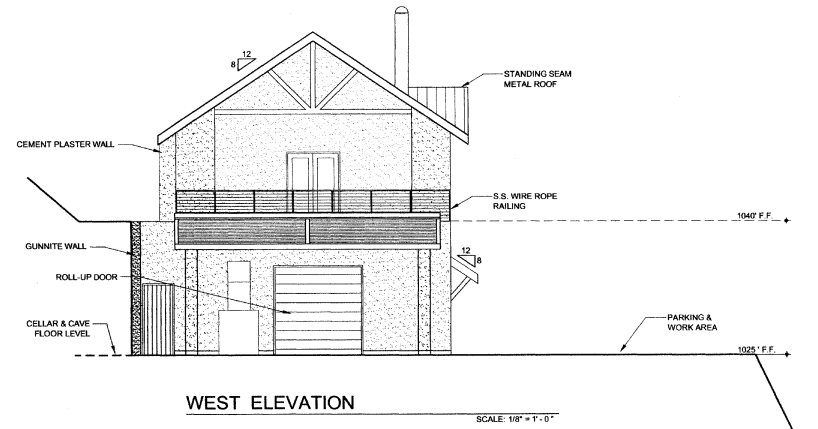 12
8
STANDING SEAM
METAL ROOF
CEMENT PLASTER WALL
S.S. WIRE ROPE
RAILING
1040' F.F.
GUNNITE WALL
12
8
ROLL-UP DOOR
CELLAR & CAVE
FLOOR LEVEL
PARKING &
WORK AREA
1025' F.F.
WEST ELEVATION
SCALE: 1/8" = 1' - 0"